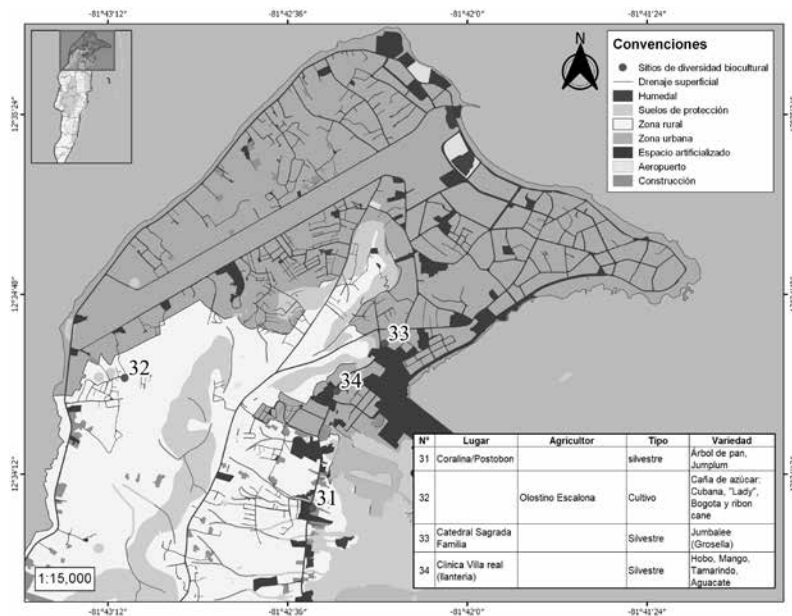 -81°43'12" -81°42'36" -81°42'0" -81°41'24"
N
Convenciones
Sitios de diversidad biocultural
Drenaje superficial
Humedal
Suelos de protección
Zona rural
Zona urbana
Espacio artificializado
Aeropuerto
Construcción
12°35'24"
12°34'48"
12°34'12"
33
32
34
31
N° Lugar Agricultor Tipo Variedad
31 Coralina/Postobon silvestre Árbol de pan,
Jumplum
32 Olostino Escalona Cultivo Caña de azúcar:
Cubana, "Lady",
Bogota y ribon
cane
33 Catedral Sagrada
Familia Silvestre Jumbalee
(Grosella)
34 Clinica Villa real
(llanteria) Silvestre Hobo, Mango,
Tamarindo,
Aguacate
1:15,000
-81°43'12" -81°42'36" -81°42'0" -81°41'24"